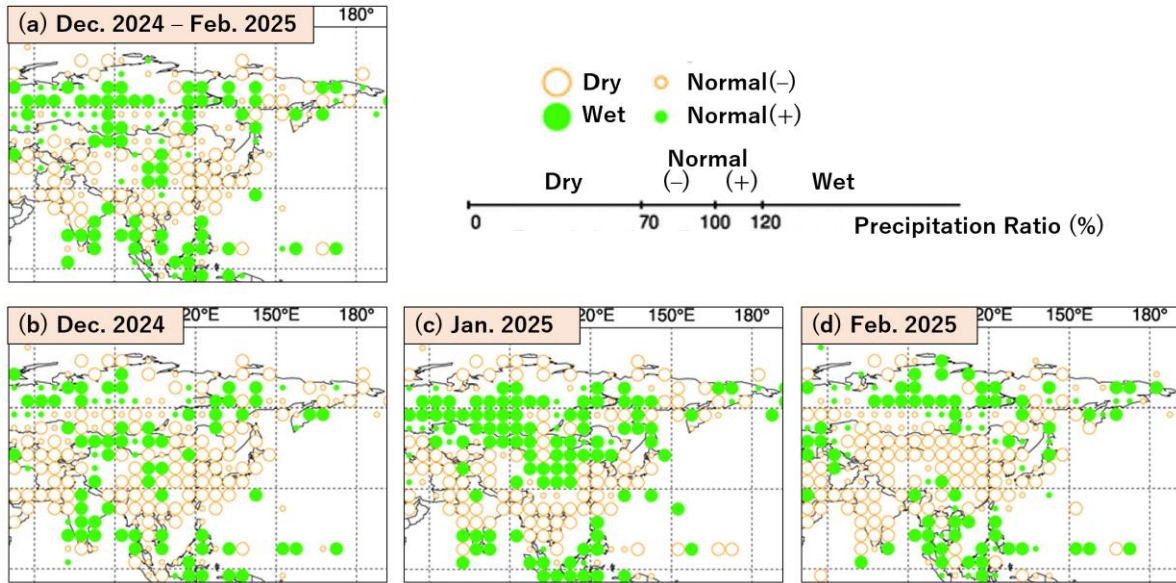 (a) Dec. 2024 – Feb. 2025
180°
Dry
Normal(-)
Wet
Normal(+)
Normal
Dry
(-)
(+)
Wet
0
70
100
120
Precipitation Ratio (%)
(b) Dec. 2024
20°E
150°E
180°
(c) Jan. 2025
20°E
150°E
180°
(d) Feb. 2025
20°E
150°E
180°